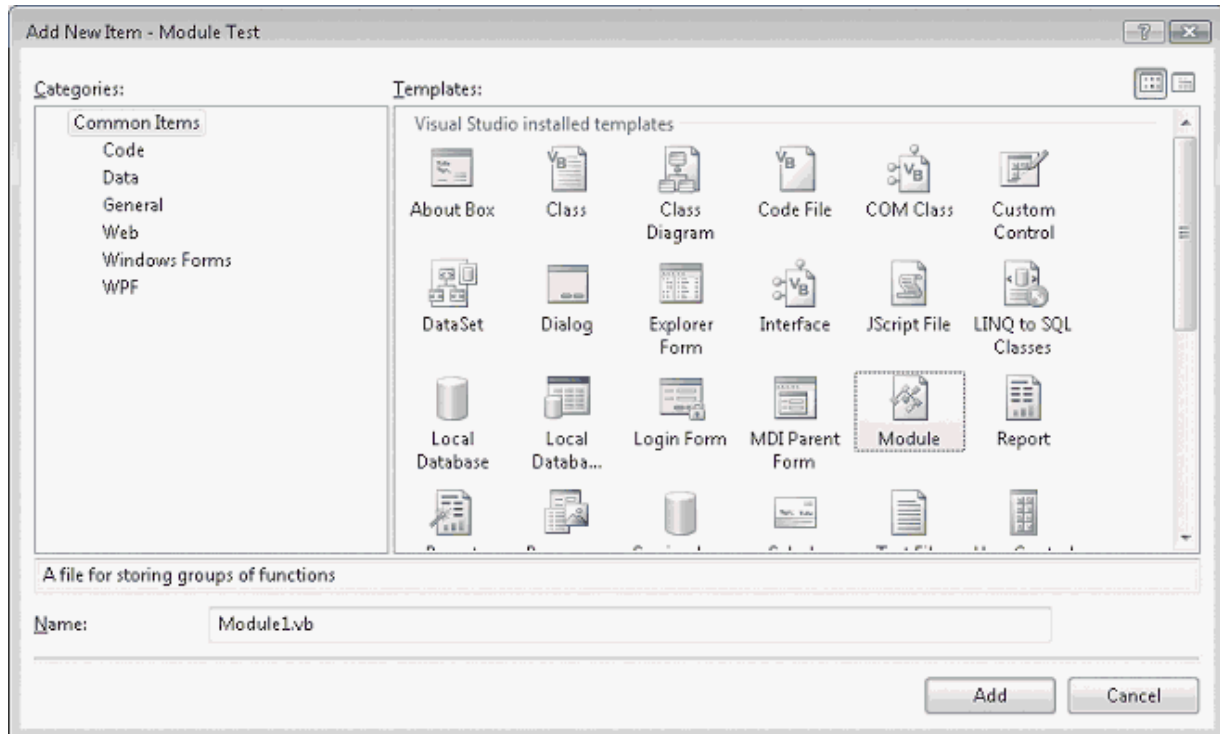 Add New Item - Module Test
Categories:
Templates:
Common Items
Code
Data
General
Web
Windows Forms
WPF
Visual Studio installed templates
About Box
Class
Class
Diagram
Code File
COM Class
Custom
Control
DataSet
Dialog
Explorer
Form
Interface
JScript File
LINQ to SQL
Classes
Local
Database
Local
Databa...
Login Form
MDI Parent
Form
Module
Report
A file for storing groups of functions
Name:
Module1.vb
Add
Cancel